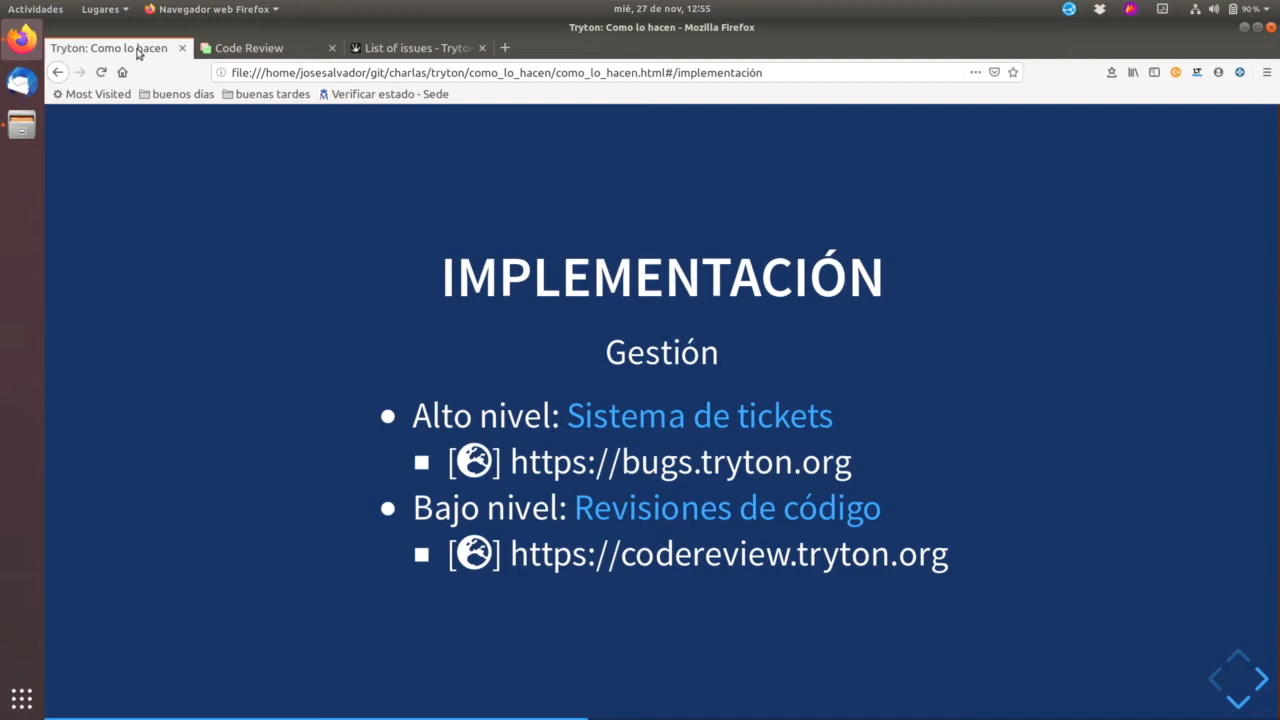 Actividades Lugares Navegador web Firefox mié, 27 de nov, 12:55 90 %
Tryton: Como lo hacen - Mozilla Firefox
Tryton: Como lo hacen Code Review List of issues - Tryto
file:///home/josesalvador/git/charlas/tryton/como_lo_hacen/como_lo_hacen.html#/implementación
Most Visited buenos días buenas tardes Verificar estado - Sede
IMPLEMENTACIÓN
Gestión
Alto nivel: Sistema de tickets
[ ] https://bugs.tryton.org
Bajo nivel: Revisiones de código
[ ] https://codereview.tryton.org